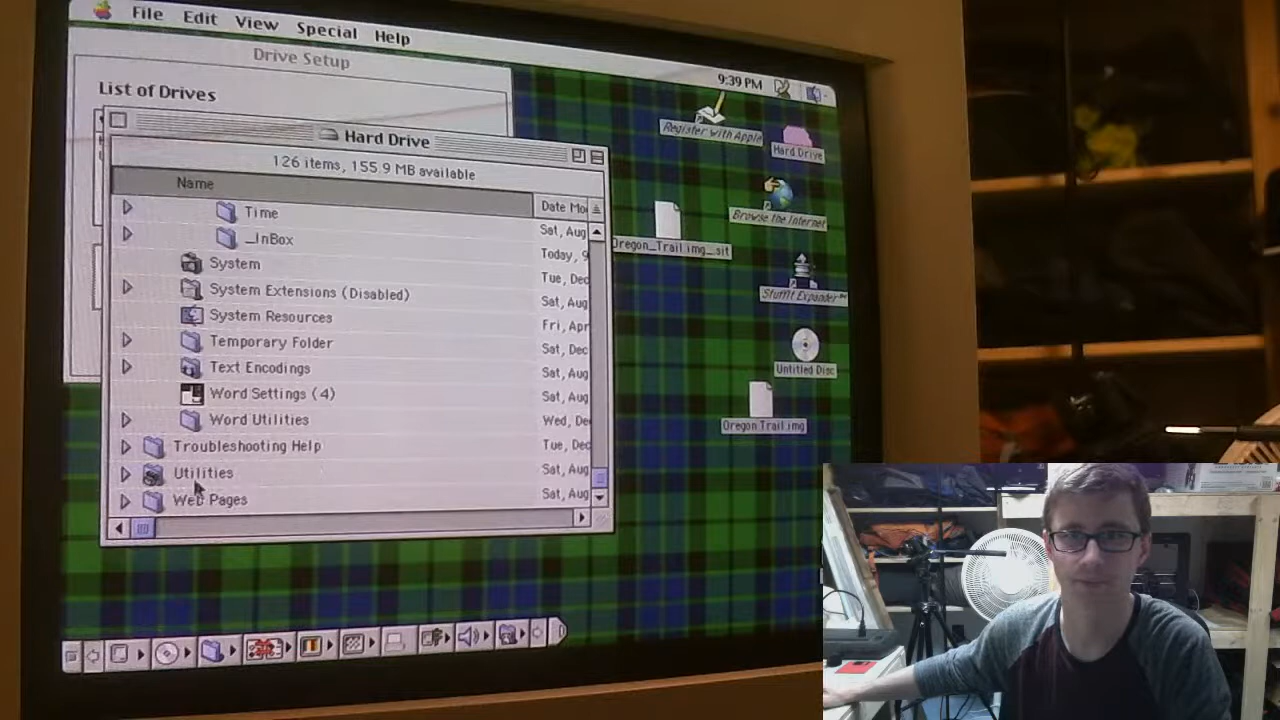 File Edit View Special Help
9:39 PM
Drive Setup
List of Drives
Hard Drive
126 items, 155.9 MB available
Name
Date Mo
Time
Sat, Aug
_InBox
Today, 9
System
Tue, Dec
System Extensions (Disabled)
Sat, Aug
System Resources
Fri, Apr
Temporary Folder
Sat, Dec
Text Encodings
Sat, Aug
Word Settings (4)
Sat, Aug
Word Utilities
Wed, De
Troubleshooting Help
Tue, Dec
Utilities
Sat, Aug
Web Pages
Sat, Aug
Register with Apple
Hard Drive
Browse the Internet
Oregon_Trail.img_.sit
StuffIt Expander™
Untitled Disc
Oregon Trail.img